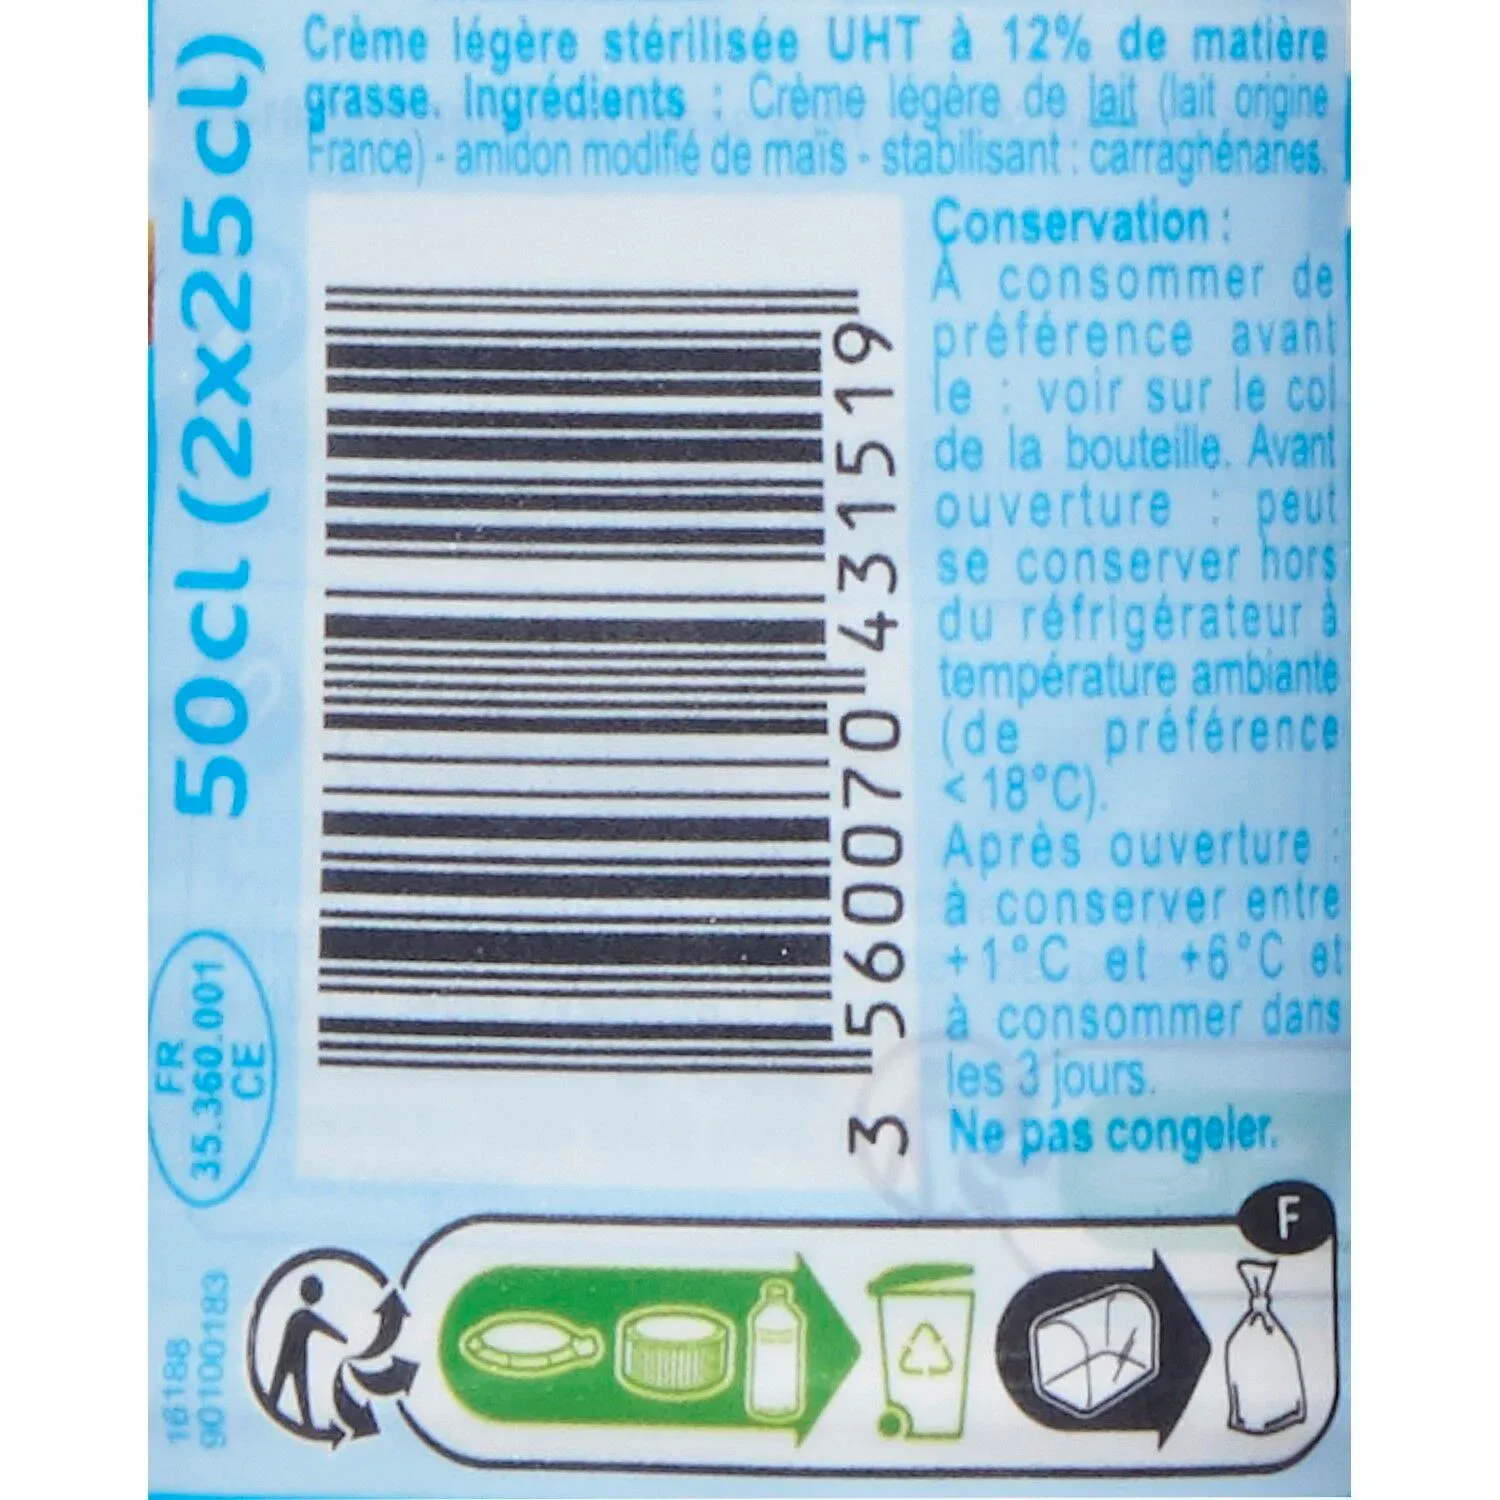 Crème légère stérilisée UHT à 12% de matière
grasse. Ingrédients : Crème légère de lait (lait origine
France) - amidon modifié de maïs - stabilisant : carraghénanes.
50cl (2x25cl)
3 560070 431519
Conservation :
À consommer de
préférence avant
le : voir sur le col
de la bouteille. Avant
ouverture : peut
se conserver hors
du réfrigérateur à
température ambiante
(de préférence
< 18°C).
Après ouverture :
à conserver entre
+1°C et +6°C et
à consommer dans
les 3 jours.
Ne pas congeler.
FR
35.360.001
CE
16188
90100183
F